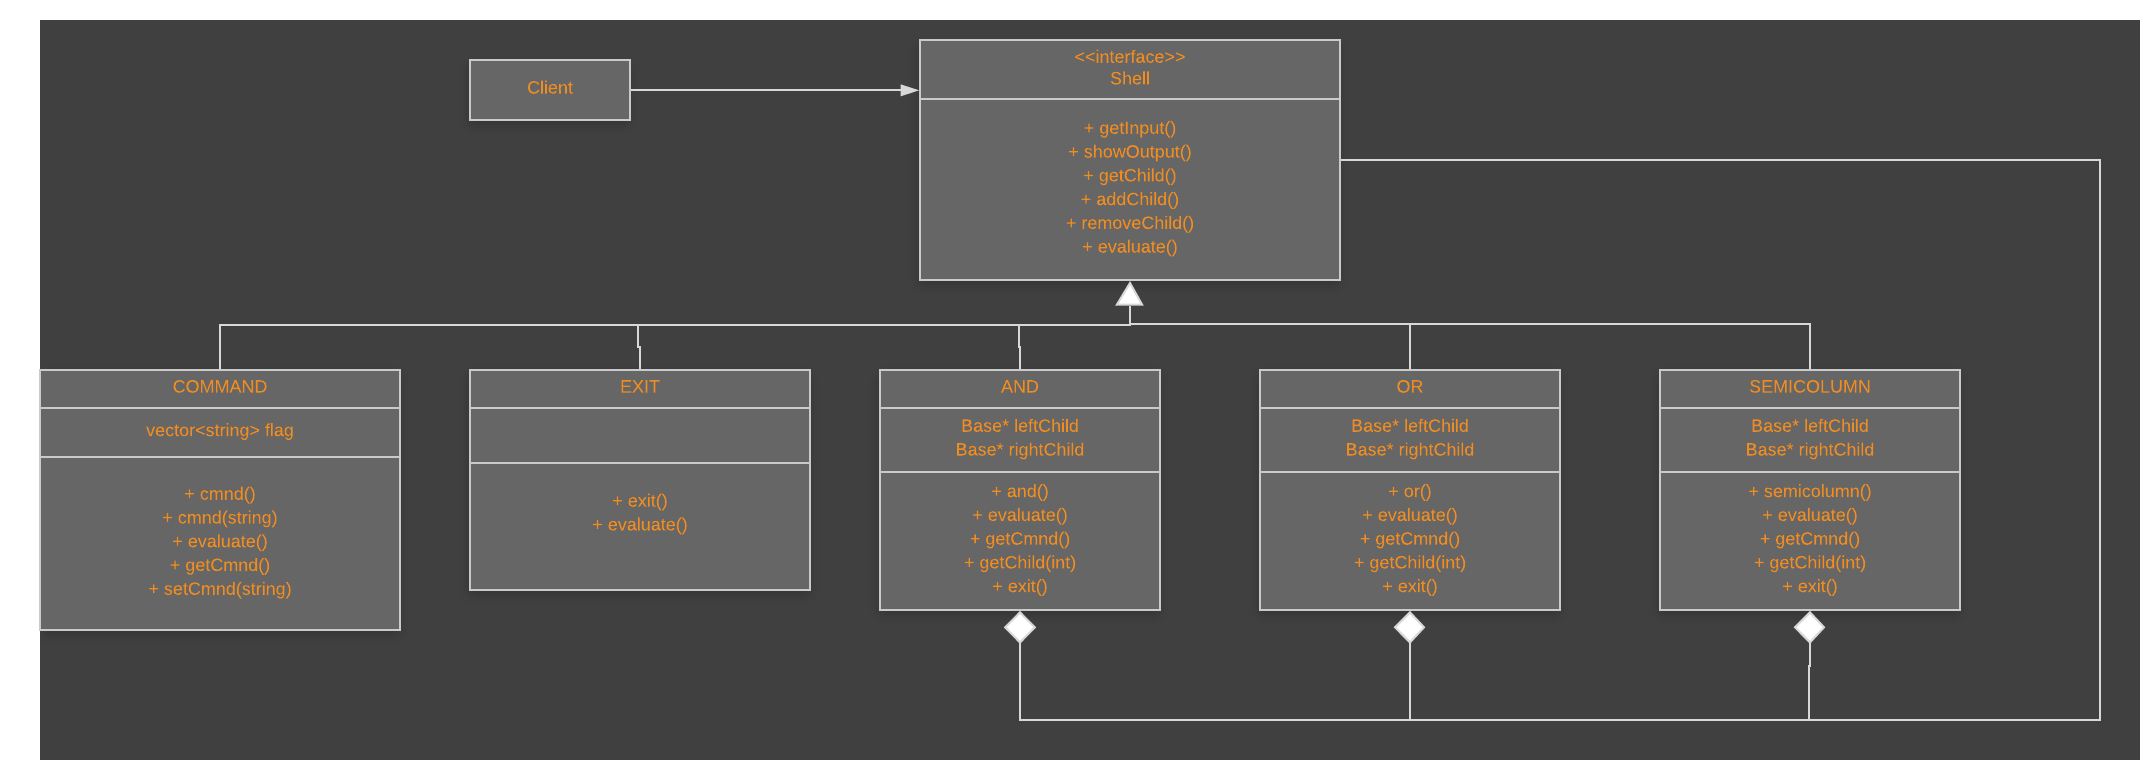 Client
<<interface>>
Shell
+ getInput()
+ showOutput()
+ getChild()
+ addChild()
+ removeChild()
+ evaluate()
COMMAND
vector<string> flag
+ cmnd()
+ cmnd(string)
+ evaluate()
+ getCmnd()
+ setCmnd(string)
EXIT
+ exit()
+ evaluate()
AND
Base* leftChild
Base* rightChild
+ and()
+ evaluate()
+ getCmnd()
+ getChild(int)
+ exit()
OR
Base* leftChild
Base* rightChild
+ or()
+ evaluate()
+ getCmnd()
+ getChild(int)
+ exit()
SEMICOLUMN
Base* leftChild
Base* rightChild
+ semicolumn()
+ evaluate()
+ getCmnd()
+ getChild(int)
+ exit()